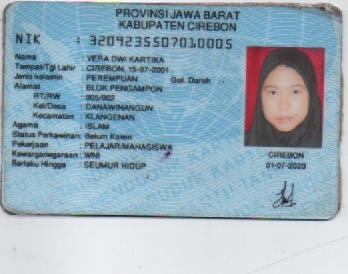 PROVINSI JAWA BARAT
KABUPATEN CIREBON
NIK : 3209235507010005
Nama : VERA DWI KARTIKA
Tempat/Tgl Lahir : CIREBON, 15-07-2001
Jenis kelamin : PEREMPUAN Gol. Darah : -
Alamat : BLOK PENGAMPON
RT/RW : 005/002
Kel/Desa : DANAWINANGUN
Kecamatan : KLANGENAN
Agama : ISLAM
Status Perkawinan: Belum Kawin
Pekerjaan : PELAJAR/MAHASISWA
Kewarganegaraan : WNI
Berlaku Hingga : SEUMUR HIDUP
CIREBON
01-07-2020